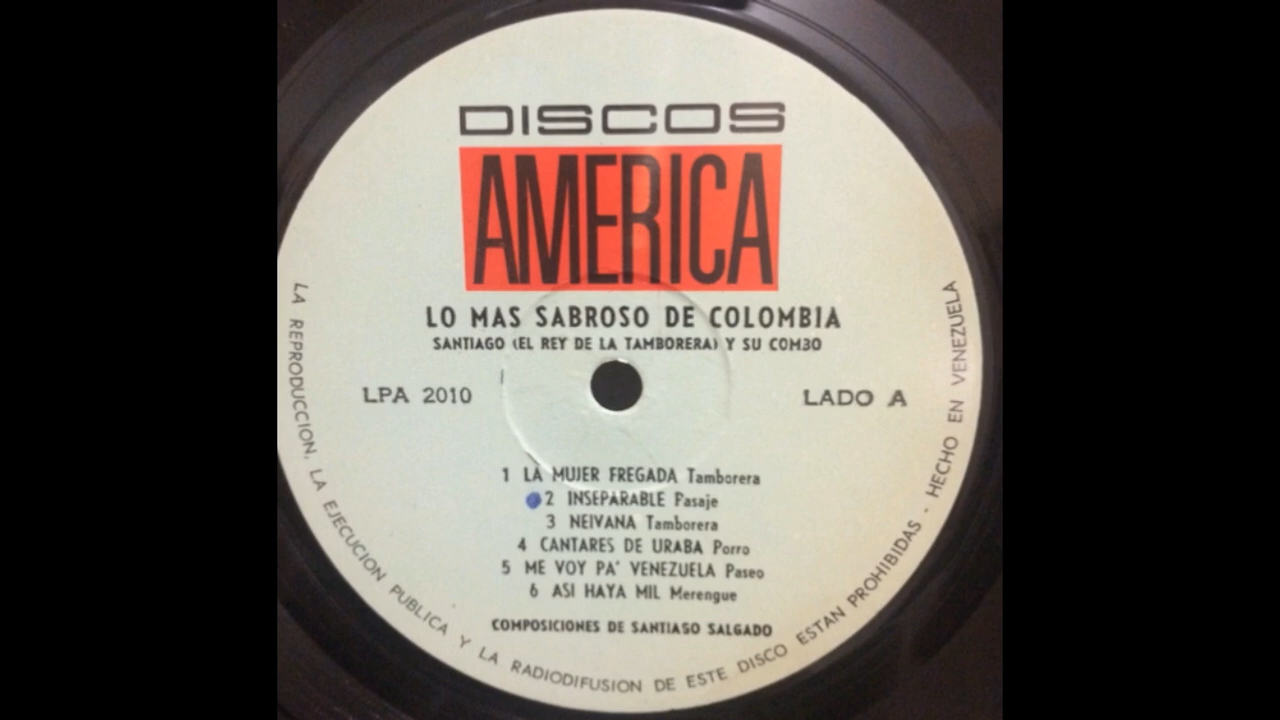 DISCOS
AMERICA
LO MAS SABROSO DE COLOMBIA
SANTIAGO (EL REY DE LA TAMBORERA) Y SU COMBO
LPA 2010
LADO A
1 LA MUJER FREGADA Tamborera
2 INSEPARABLE Pasaje
3 NEIVANA Tamborera
4 CANTARES DE URABA Porro
5 ME VOY PA' VENEZUELA Paseo
6 ASI HAYA MIL Merengue
COMPOSICIONES DE SANTIAGO SALGADO
LA REPRODUCCION, LA EJECUCION PUBLICA Y LA RADIODIFUSION DE ESTE DISCO ESTAN PROHIBIDAS - HECHO EN VENEZUELA